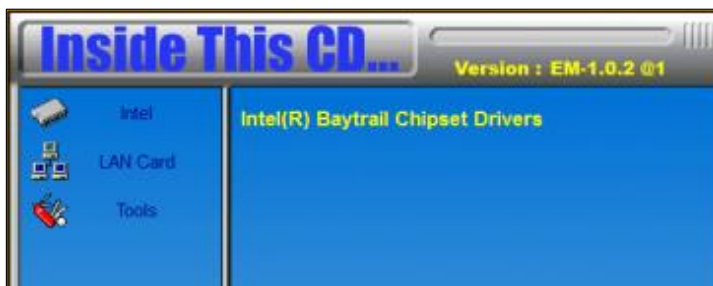 Inside This CD...
Version : EM-1.0.2 @1
Intel
LAN Card
Tools
Intel(R) Baytrail Chipset Drivers